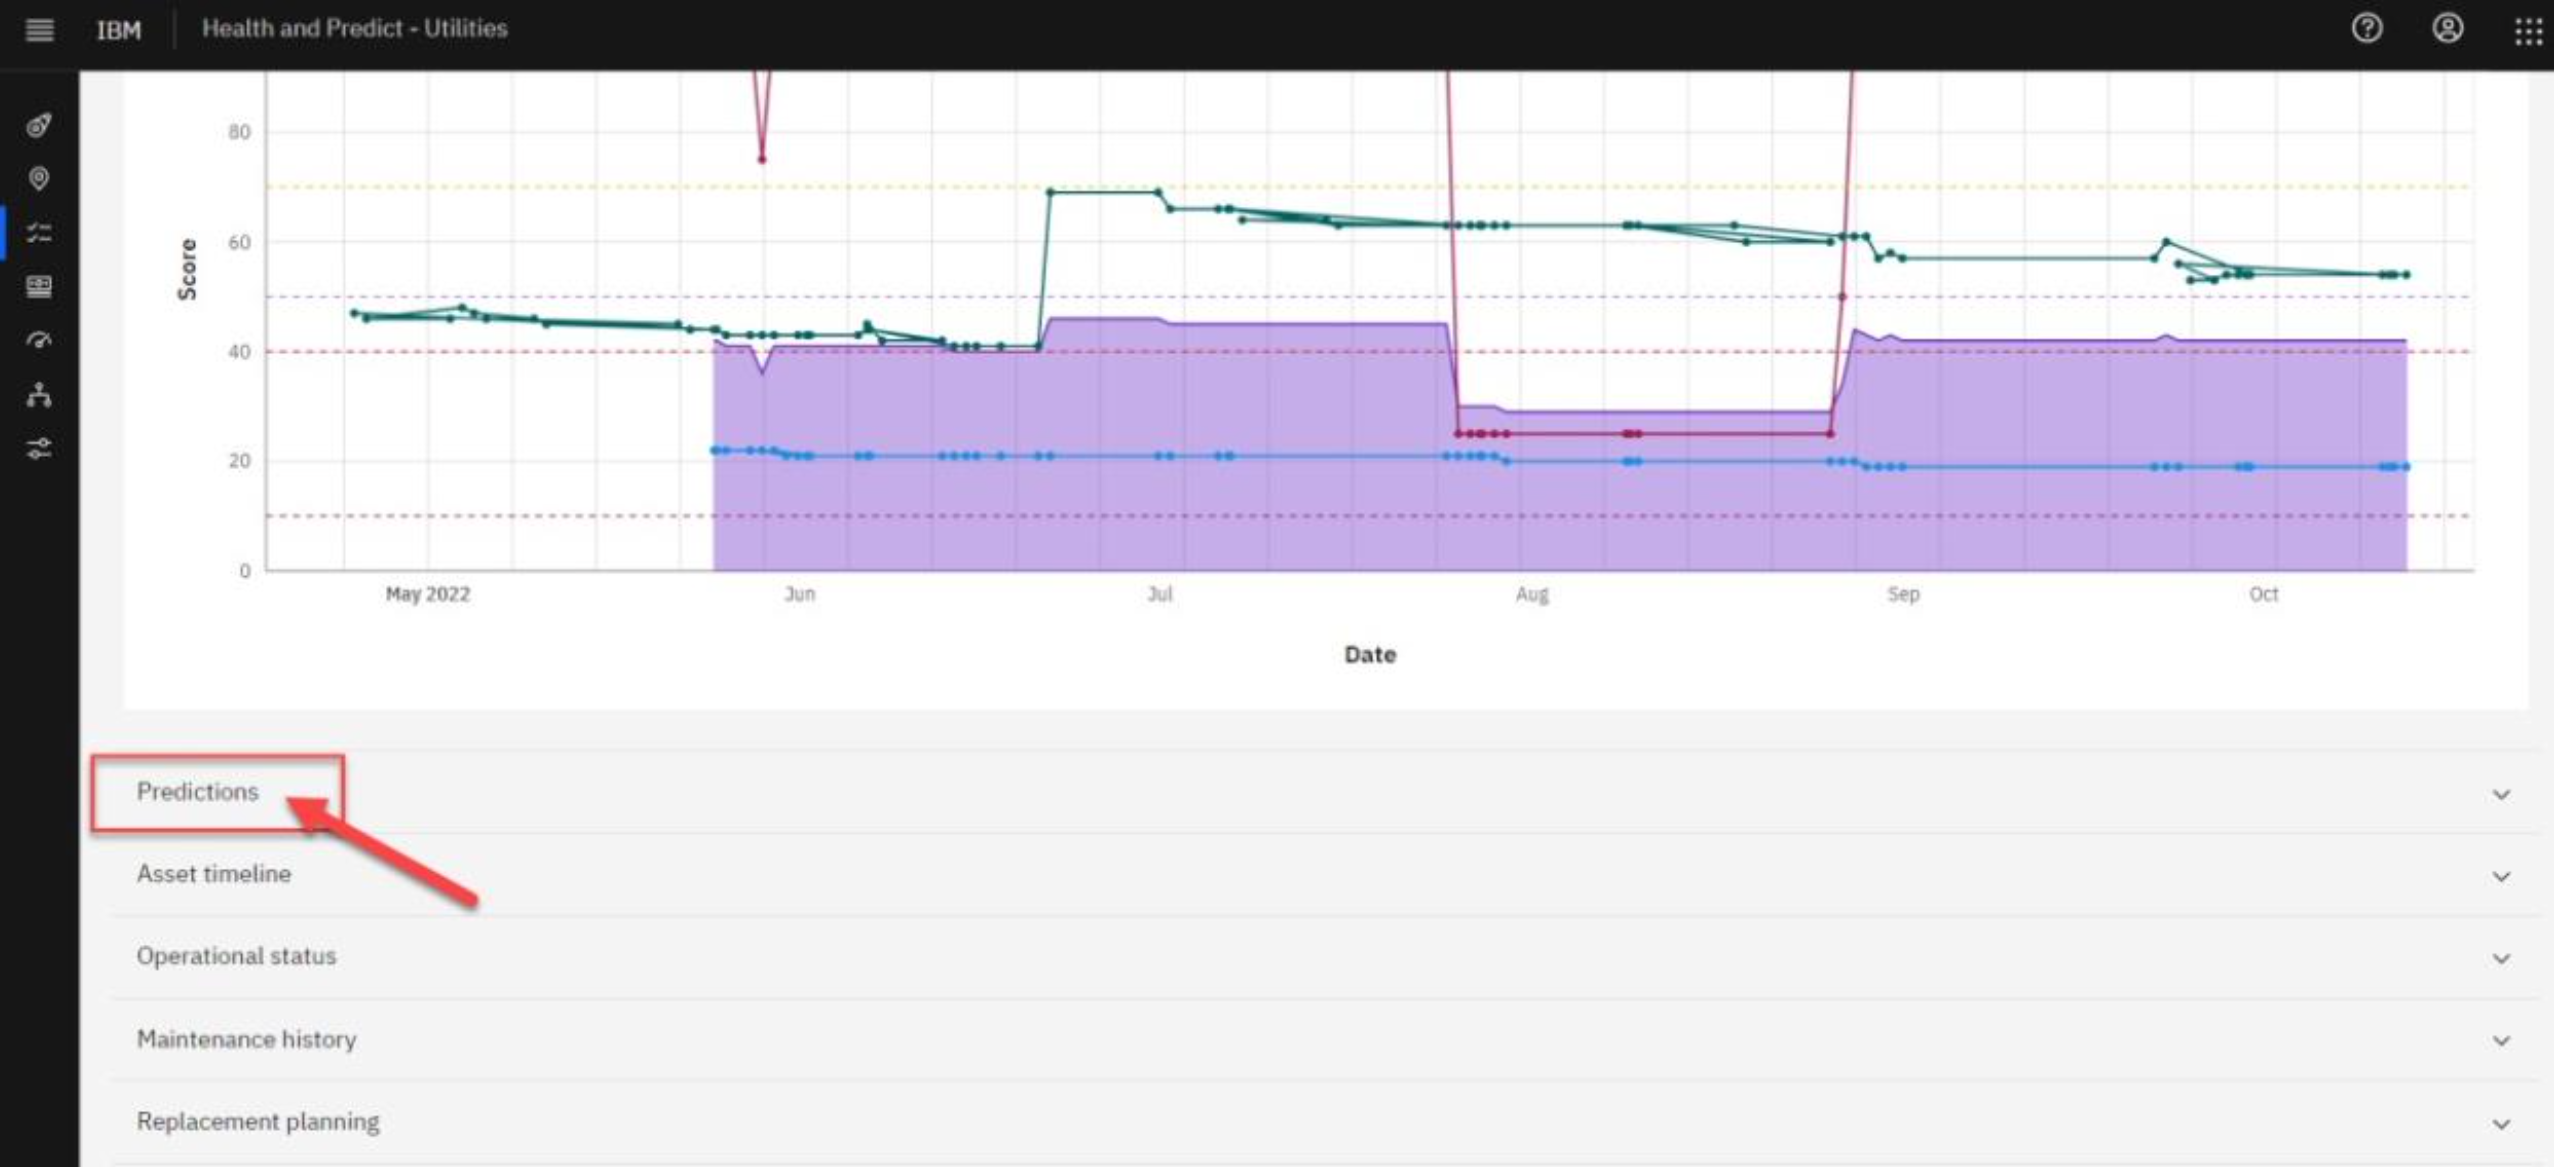 IBM
Health and Predict - Utilities
80
60
40
20
0
Score
May 2022
Jun
Jul
Aug
Sep
Oct
Date
Predictions
Asset timeline
Operational status
Maintenance history
Replacement planning